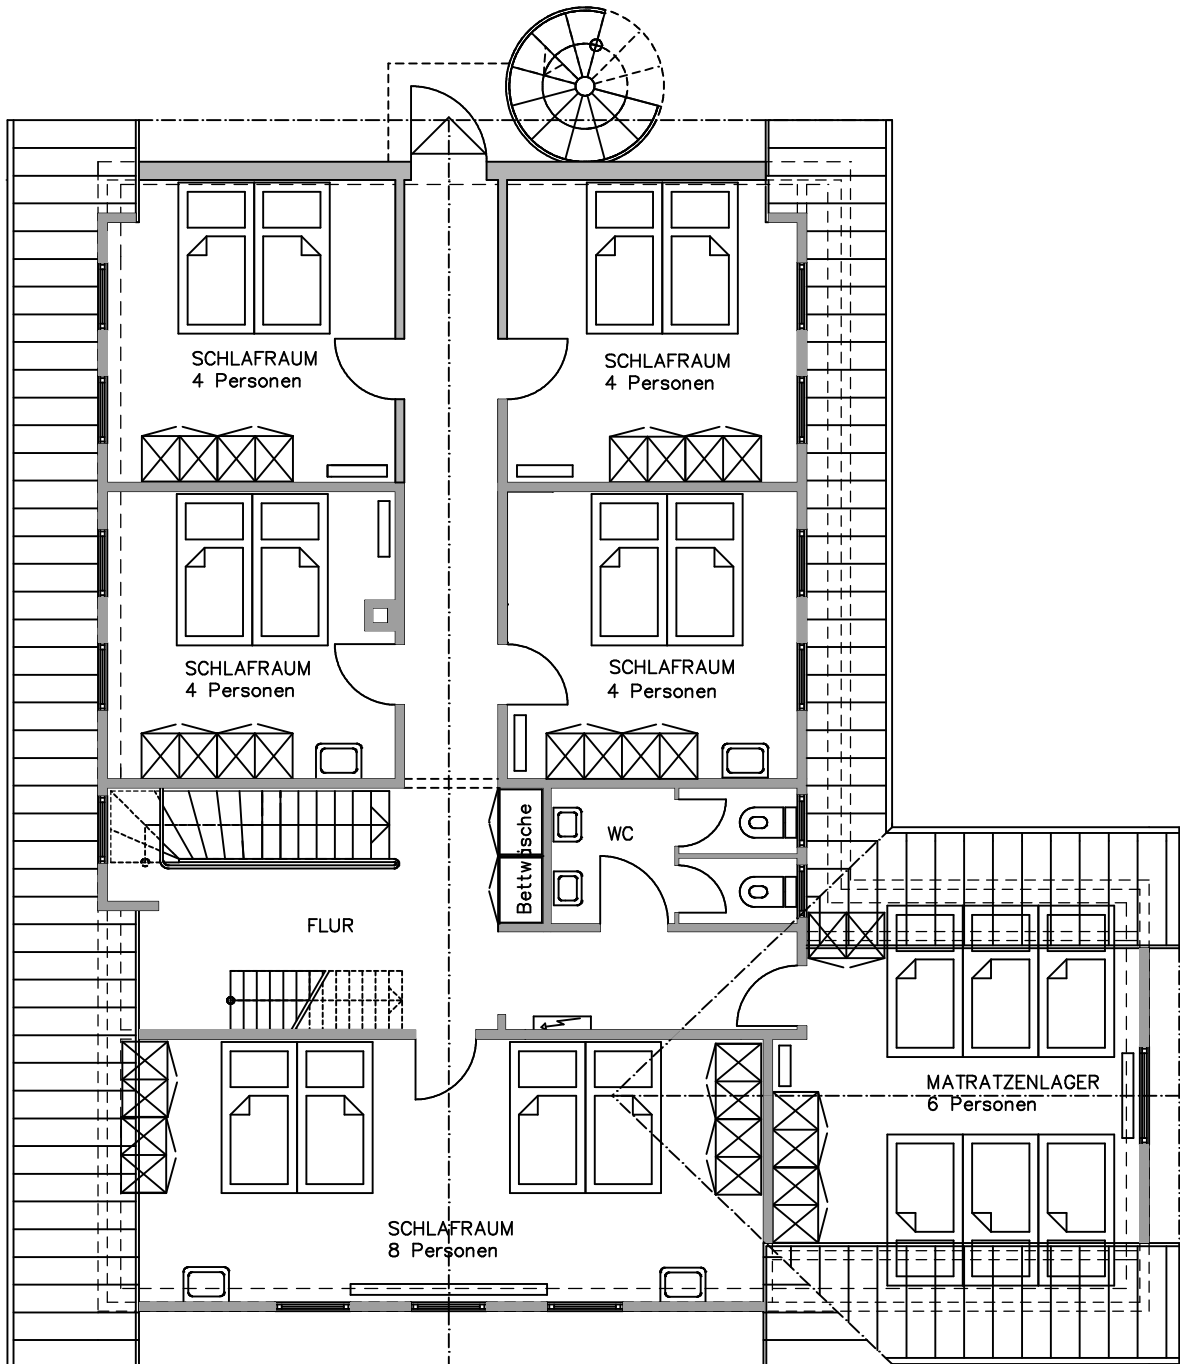 SCHLAFRAUM
4 Personen
SCHLAFRAUM
4 Personen
SCHLAFRAUM
4 Personen
SCHLAFRAUM
4 Personen
Bettwäsche
WC
FLUR
MATRATZENLAGER
6 Personen
SCHLAFRAUM
8 Personen